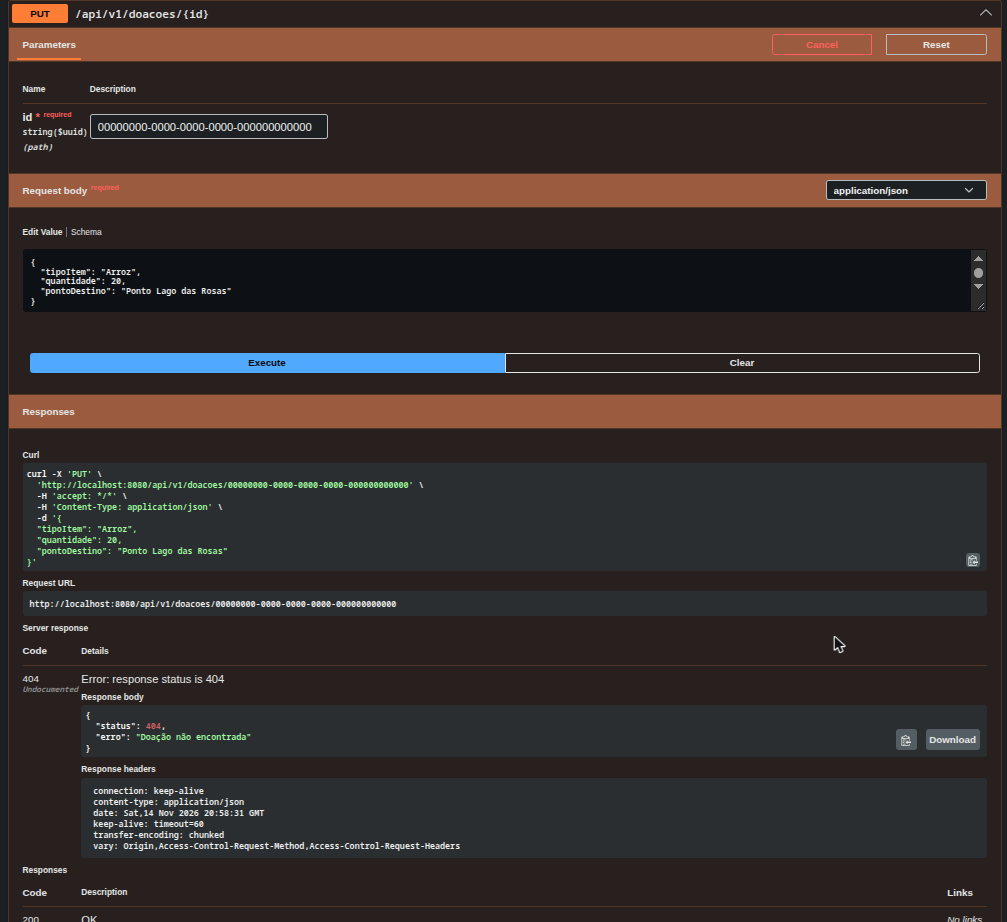 PUT /api/v1/doacoes/{id}
Parameters
Cancel
Reset
Name Description
id * required
string($uuid)
(path)
00000000-0000-0000-0000-000000000000
Request body required
application/json
Edit Value | Schema
{
"tipoItem": "Arroz",
"quantidade": 20,
"pontoDestino": "Ponto Lago das Rosas"
}
Execute
Clear
Responses
Curl
curl -X 'PUT' \
'http://localhost:8080/api/v1/doacoes/00000000-0000-0000-0000-000000000000' \
-H 'accept: */*' \
-H 'Content-Type: application/json' \
-d '{
"tipoItem": "Arroz",
"quantidade": 20,
"pontoDestino": "Ponto Lago das Rosas"
}'
Request URL
http://localhost:8080/api/v1/doacoes/00000000-0000-0000-0000-000000000000
Server response
Code Details
404
Undocumented
Error: response status is 404
Response body
{
"status": 404,
"erro": "Doação não encontrada"
}
Download
Response headers
connection: keep-alive
content-type: application/json
date: Sat,14 Nov 2026 20:58:31 GMT
keep-alive: timeout=60
transfer-encoding: chunked
vary: Origin,Access-Control-Request-Method,Access-Control-Request-Headers
Responses
Code Description Links
200 OK No links